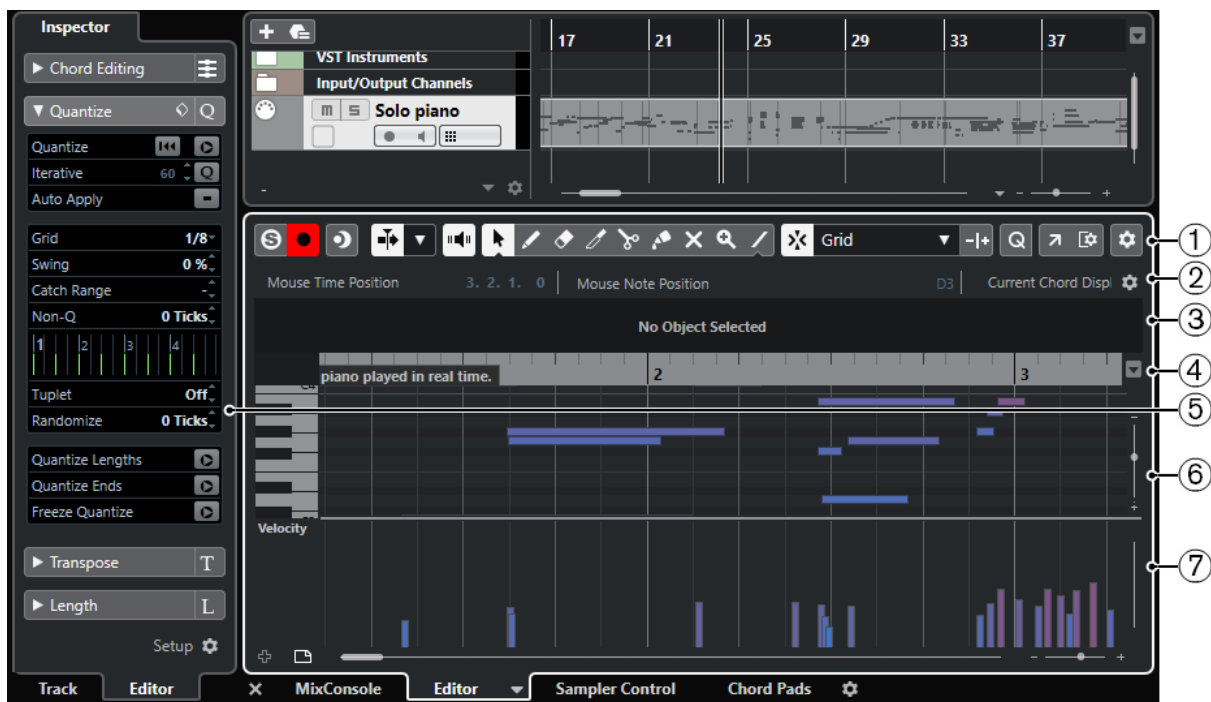 Inspector
Chord Editing
Quantize Q
Quantize
Iterative 60 Q
Auto Apply
Grid 1/8
Swing 0 %
Catch Range -
Non-Q 0 Ticks
1 2 3 4
Tuplet Off
Randomize 0 Ticks
Quantize Lengths
Quantize Ends
Freeze Quantize
Transpose T
Length L
Setup
Track Editor
17 21 25 29 33 37
VST Instruments
Input/Output Channels
m S Solo piano
-
- +
S Grid -|+ Q
Mouse Time Position 3. 2. 1. 0 Mouse Note Position D3 Current Chord Displ
No Object Selected
piano played in real time. 2 3
Velocity
- +
MixConsole Editor Sampler Control Chord Pads
①
②
③
④
⑤
⑥
⑦